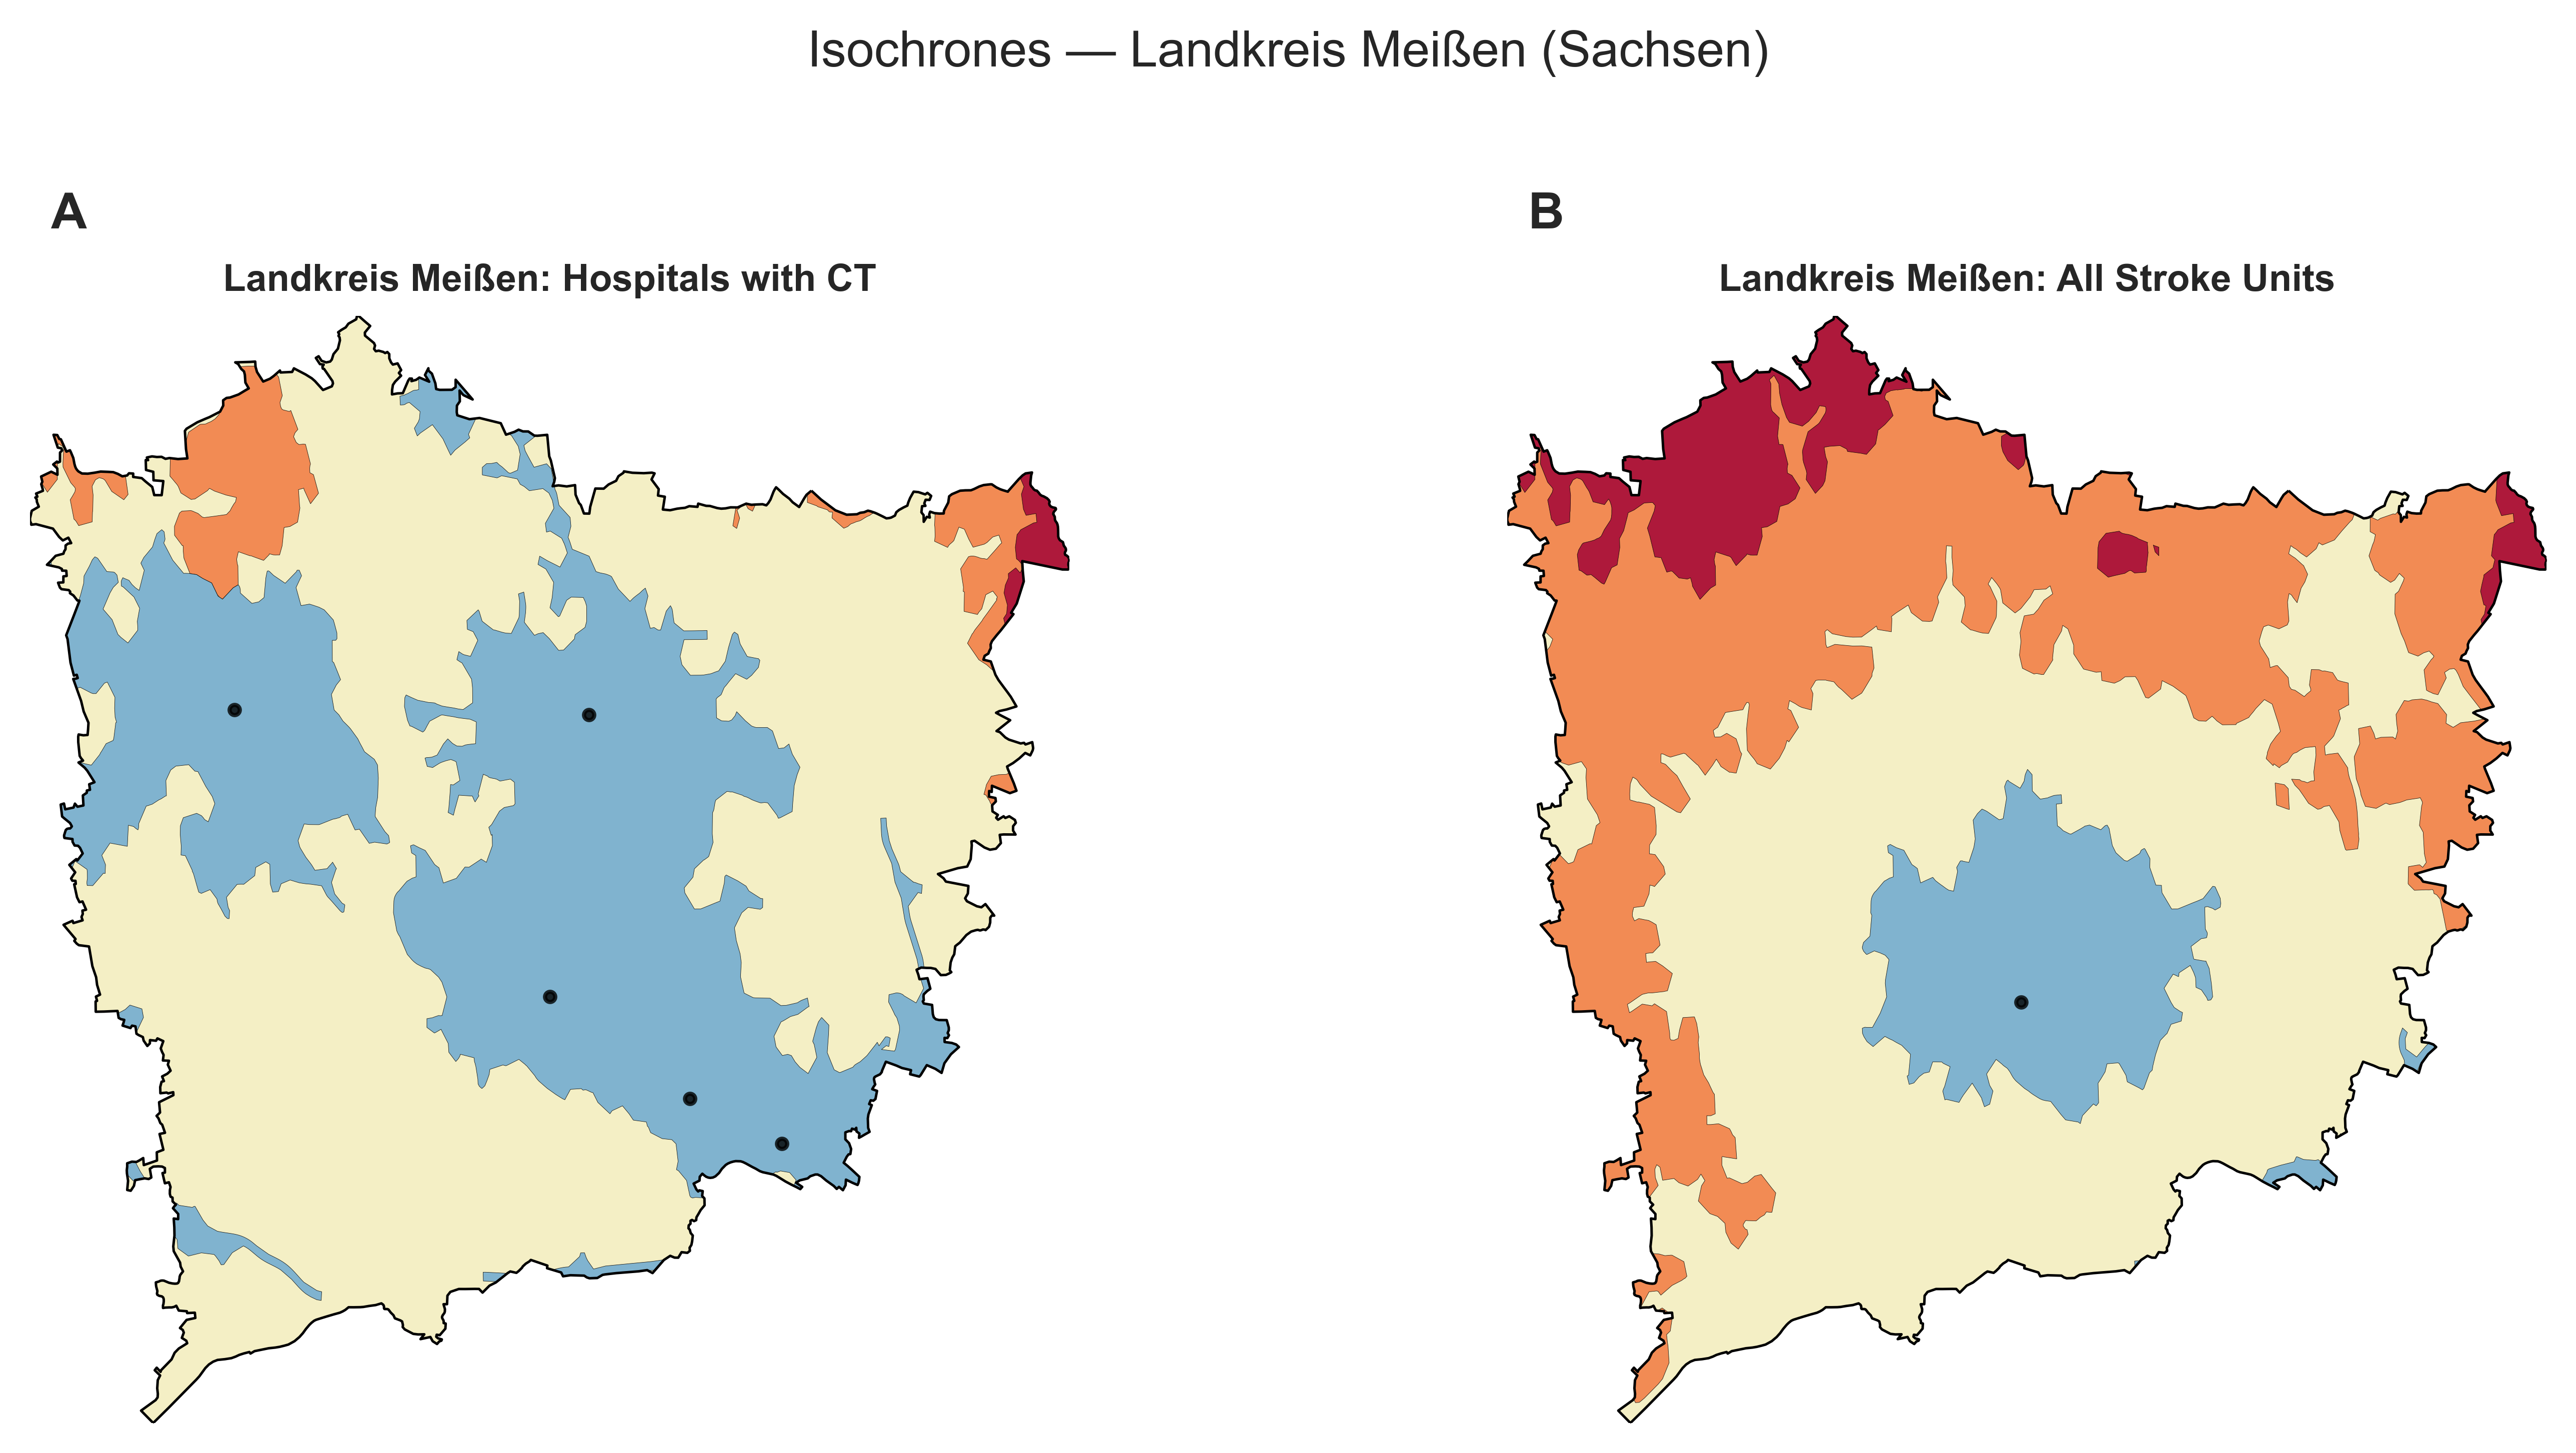 Isochrones — Landkreis Meißen (Sachsen)
A
B
Landkreis Meißen: Hospitals with CT
Landkreis Meißen: All Stroke Units